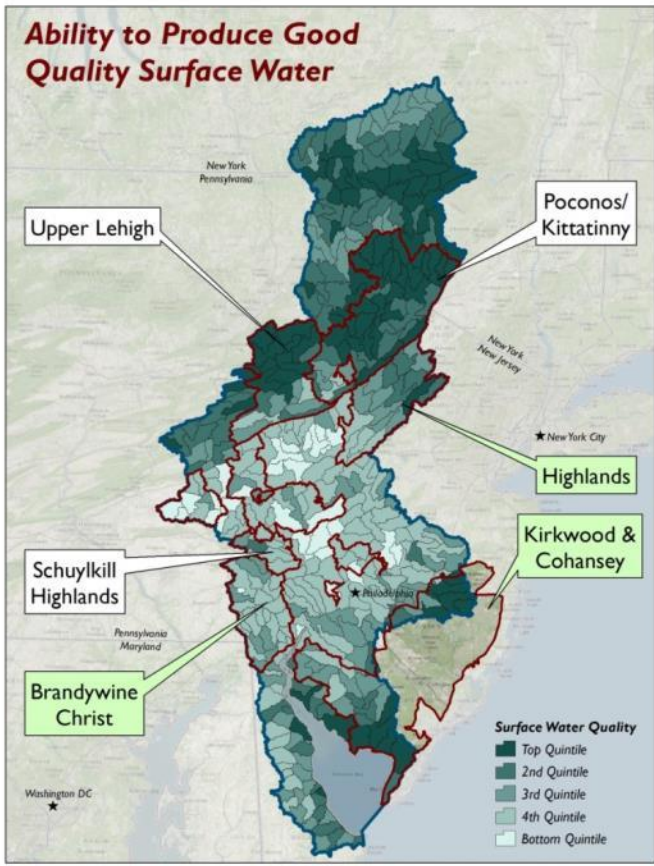 Ability to Produce Good
Quality Surface Water
New York
Pennsylvania
Upper Lehigh
Poconos/
Kittatinny
New York
New Jersey
New York City
Highlands
Kirkwood &
Cohansey
Schuylkill
Highlands
Philadelphia
Pennsylvania
Maryland
Brandywine
Christ
Washington DC
Surface Water Quality
Top Quintile
2nd Quintile
3rd Quintile
4th Quintile
Bottom Quintile